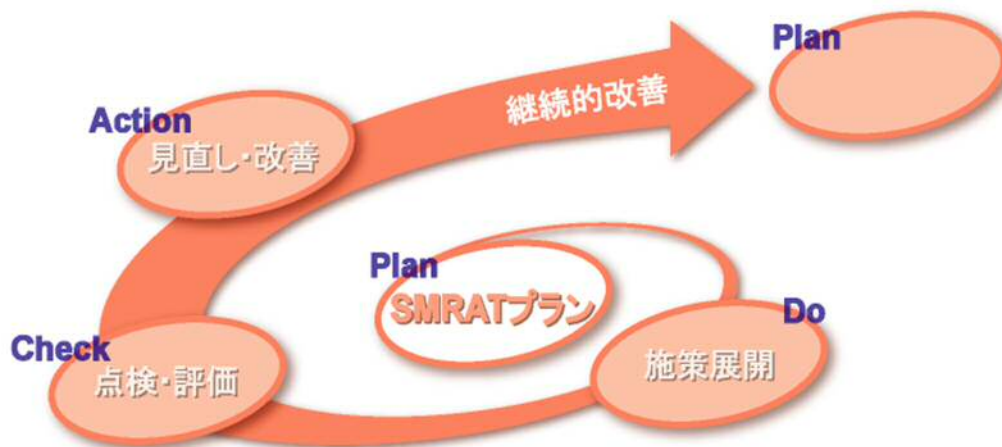 Plan
継続的改善
Action
見直し・改善
Plan
SMRATプラン
Do
施策展開
Check
点検・評価